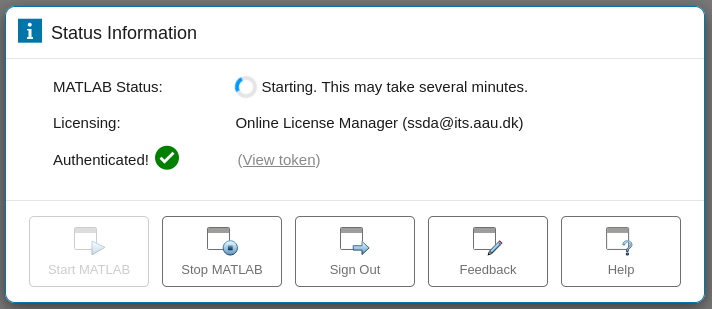 Status Information
MATLAB Status: Starting. This may take several minutes.
Licensing: Online License Manager (ssda@its.aau.dk)
Authenticated! (View token)
Start MATLAB Stop MATLAB Sign Out Feedback Help